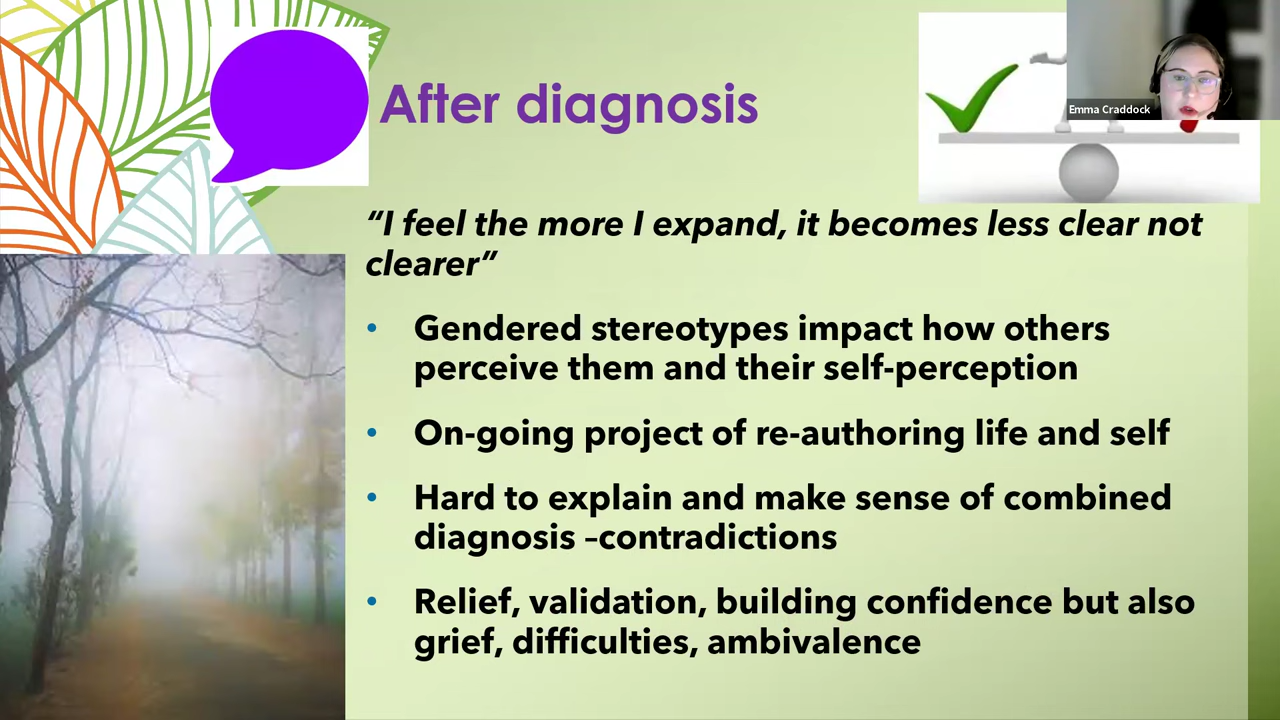 After diagnosis
Emma Craddock
“I feel the more I expand, it becomes less clear not
clearer”
• Gendered stereotypes impact how others
perceive them and their self-perception
• On-going project of re-authoring life and self
• Hard to explain and make sense of combined
diagnosis –contradictions
• Relief, validation, building confidence but also
grief, difficulties, ambivalence